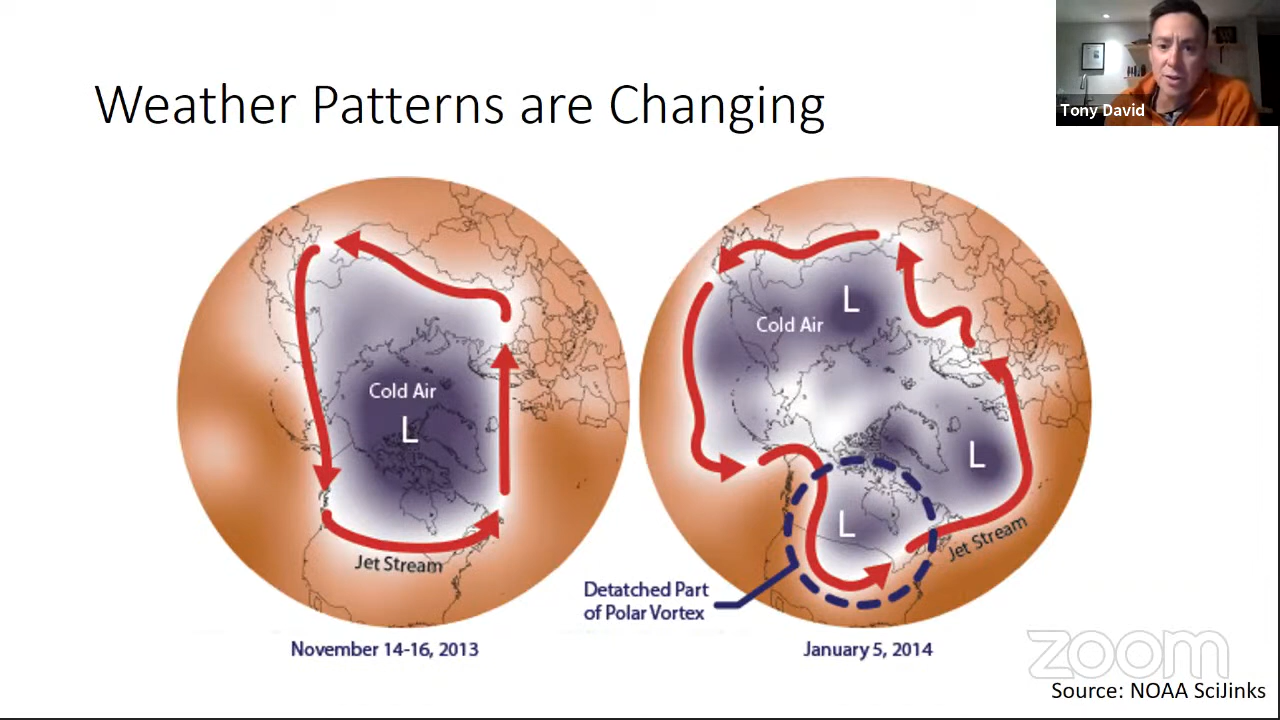 Weather Patterns are Changing
Tony David
Cold Air
L
Jet Stream
November 14-16, 2013
L
Cold Air
L
L
Jet Stream
Detatched Part
of Polar Vortex
January 5, 2014
zoom
Source: NOAA SciJinks